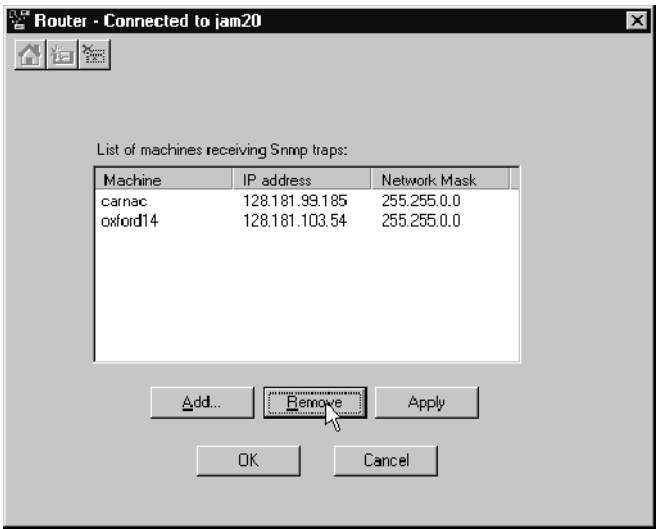 Router - Connected to jam20
List of machines receiving Snmp traps:
Machine IP address Network Mask
carnac 128.181.99.185 255.255.0.0
oxford14 128.181.103.54 255.255.0.0
Add... Remove Apply
OK Cancel